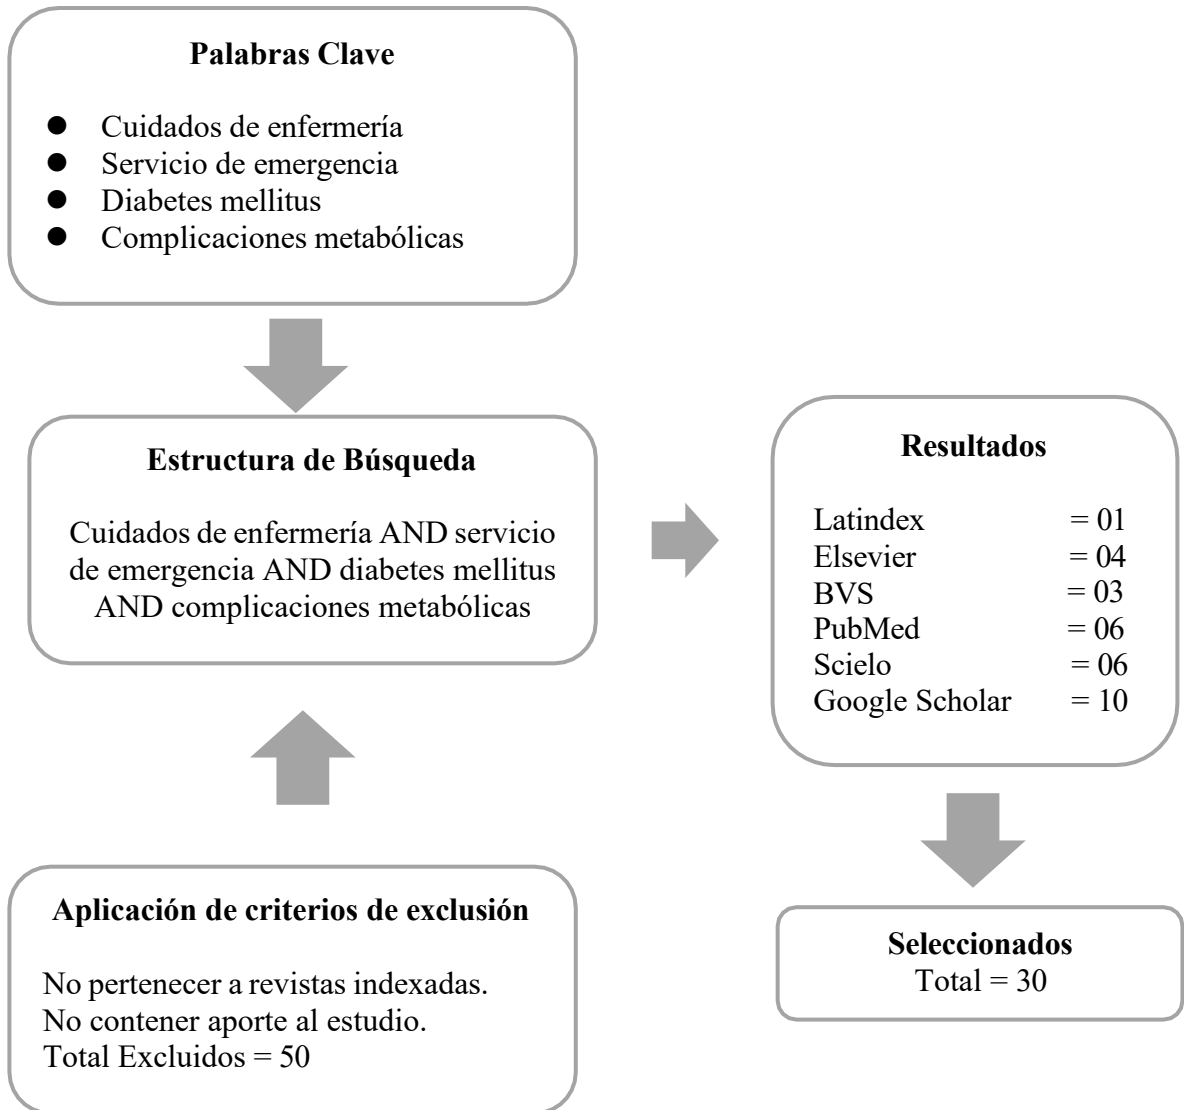 Palabras Clave
● Cuidados de enfermería
● Servicio de emergencia
● Diabetes mellitus
● Complicaciones metabólicas
Estructura de Búsqueda
Cuidados de enfermería AND servicio
de emergencia AND diabetes mellitus
AND complicaciones metabólicas
Aplicación de criterios de exclusión
No pertenecer a revistas indexadas.
No contener aporte al estudio.
Total Excluidos = 50
Resultados
Latindex = 01
Elsevier = 04
BVS = 03
PubMed = 06
Scielo = 06
Google Scholar = 10
Seleccionados
Total = 30